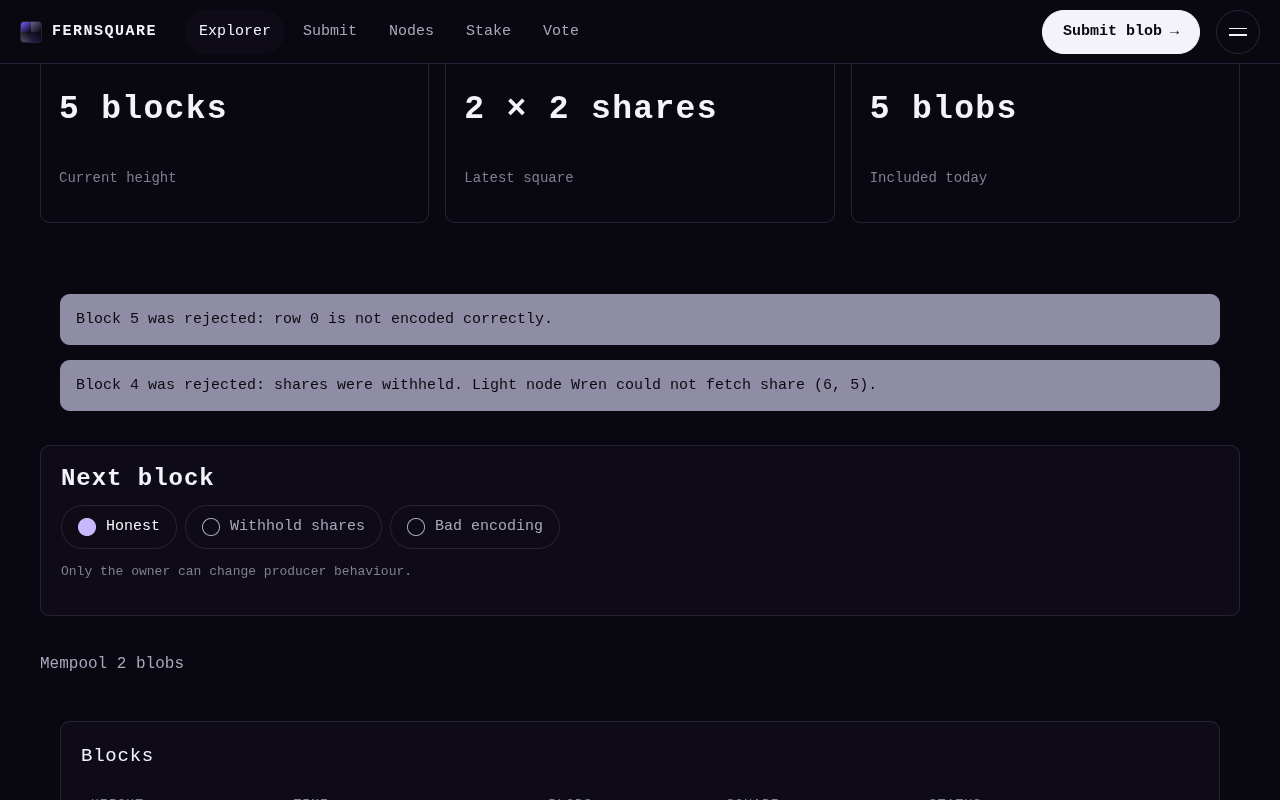 FERNSQUARE Explorer Submit Nodes Stake Vote Submit blob →
5 blocks
Current height
2 × 2 shares
Latest square
5 blobs
Included today
Block 5 was rejected: row 0 is not encoded correctly.
Block 4 was rejected: shares were withheld. Light node Wren could not fetch share (6, 5).
Next block
Honest Withhold shares Bad encoding
Only the owner can change producer behaviour.
Mempool 2 blobs
Blocks